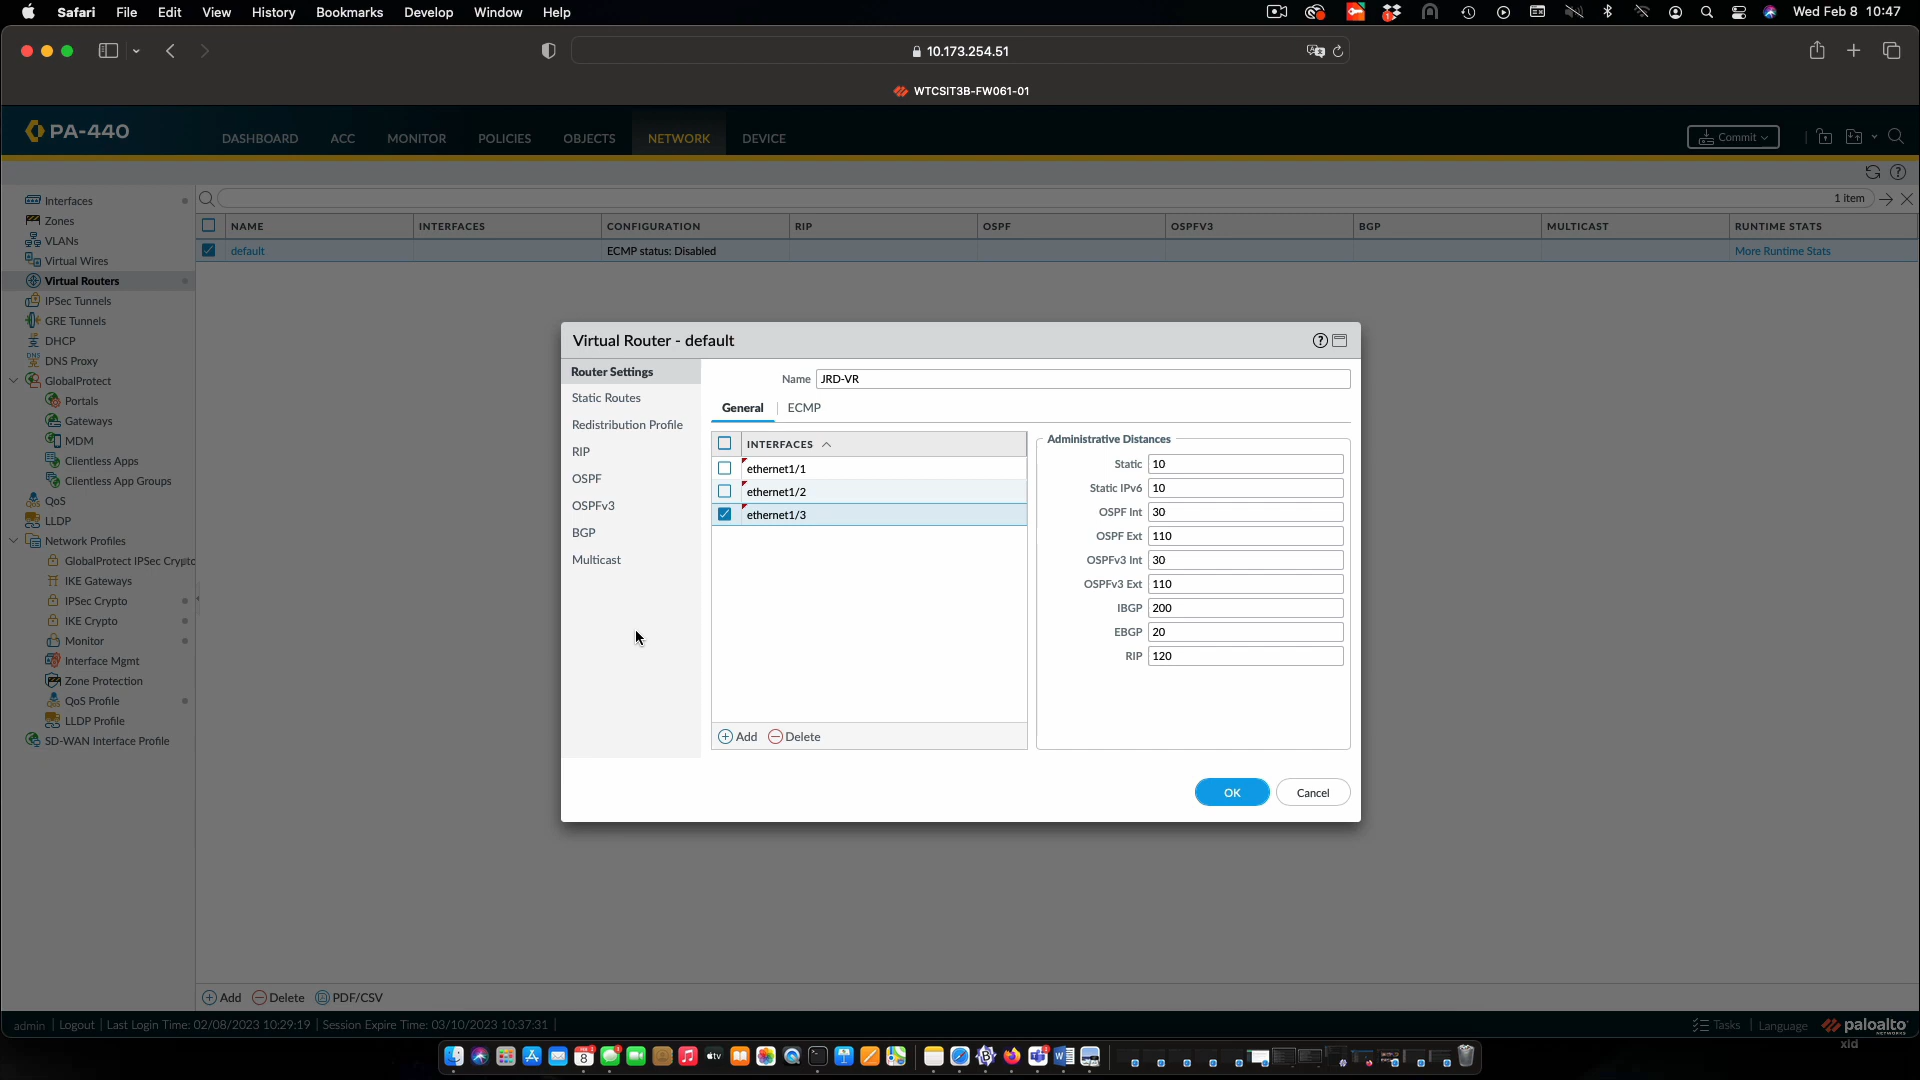 Safari File Edit View History Bookmarks Develop Window Help Wed Feb 8 10:47
10.173.254.51
WTCSIT3B-FW061-01
PA-440 DASHBOARD ACC MONITOR POLICIES OBJECTS NETWORK DEVICE Commit
1 item
NAME INTERFACES CONFIGURATION RIP OSPF OSPFV3 BGP MULTICAST RUNTIME STATS
default ECMP status: Disabled More Runtime Stats
Interfaces
Zones
VLANs
Virtual Wires
Virtual Routers
IPSec Tunnels
GRE Tunnels
DHCP
DNS Proxy
GlobalProtect
Portals
Gateways
MDM
Clientless Apps
Clientless App Groups
QoS
LLDP
Network Profiles
GlobalProtect IPSec Crypto
IKE Gateways
IPSec Crypto
IKE Crypto
Monitor
Interface Mgmt
Zone Protection
QoS Profile
LLDP Profile
SD-WAN Interface Profile
Virtual Router - default
Router Settings
Static Routes
Redistribution Profile
RIP
OSPF
OSPFv3
BGP
Multicast
Name JRD-VR
General ECMP
INTERFACES
ethernet1/1
ethernet1/2
ethernet1/3
Add Delete
Administrative Distances
Static 10
Static IPv6 10
OSPF Int 30
OSPF Ext 110
OSPFv3 Int 30
OSPFv3 Ext 110
IBGP 200
EBGP 20
RIP 120
OK Cancel
Add Delete PDF/CSV
admin Logout Last Login Time: 02/08/2023 10:29:19 Session Expire Time: 03/10/2023 10:37:31 Tasks Language paloalto
NETWORKS
xld